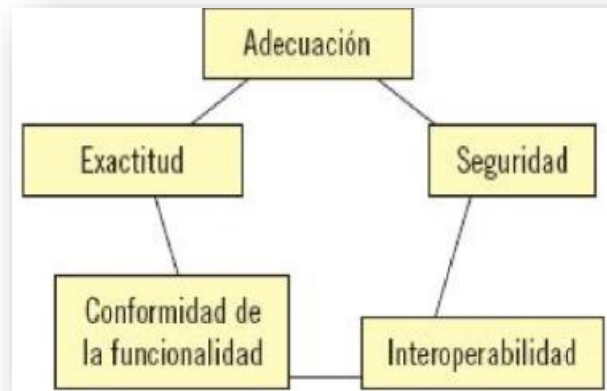 Adecuación
Exactitud
Seguridad
Conformidad de
la funcionalidad
Interoperabilidad